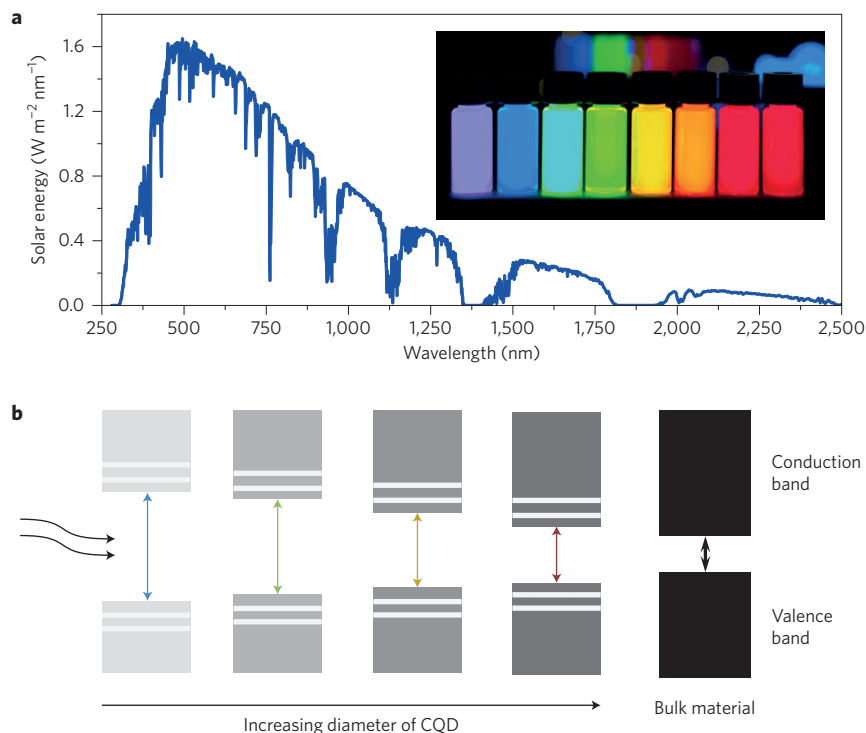 a
Solar energy (W m–2 nm–1)
1.6
1.2
0.8
0.4
0.0
250 500 750 1,000 1,250 1,500 1,750 2,000 2,250 2,500
Wavelength (nm)
b
Conduction
band
Valence
band
Increasing diameter of CQD
Bulk material